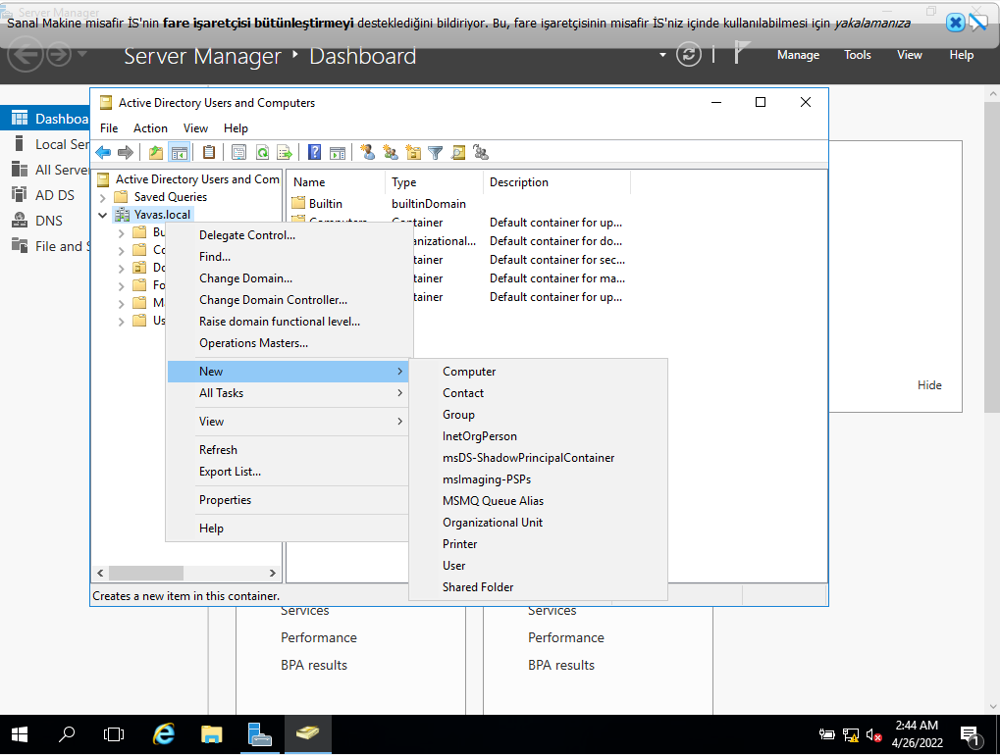 Server Manager
Sanal Makine misafir İS'nin fare işaretçisi bütünleştirmeyi desteklediğini bildiriyor. Bu, fare işaretçisinin misafir İS'niz içinde kullanılabilmesi için yakalamanıza
Server Manager ‣ Dashboard
Manage Tools View Help
Dashboa
Local Ser
All Server
AD DS
DNS
File and S
Active Directory Users and Computers
File Action View Help
Active Directory Users and Com
Saved Queries
Yavas.local
Bu
Co
Do
Fo
M
Us
Name Type Description
Builtin builtinDomain
Computers Container Default container for up...
anizational... Default container for do...
tainer Default container for sec...
tainer Default container for ma...
tainer Default container for up...
Delegate Control...
Find...
Change Domain...
Change Domain Controller...
Raise domain functional level...
Operations Masters...
New
All Tasks
View
Refresh
Export List...
Properties
Help
Computer
Contact
Group
InetOrgPerson
msDS-ShadowPrincipalContainer
msImaging-PSPs
MSMQ Queue Alias
Organizational Unit
Printer
User
Shared Folder
Hide
Creates a new item in this container.
Services Services
Performance Performance
BPA results BPA results
2:44 AM
4/26/2022
1